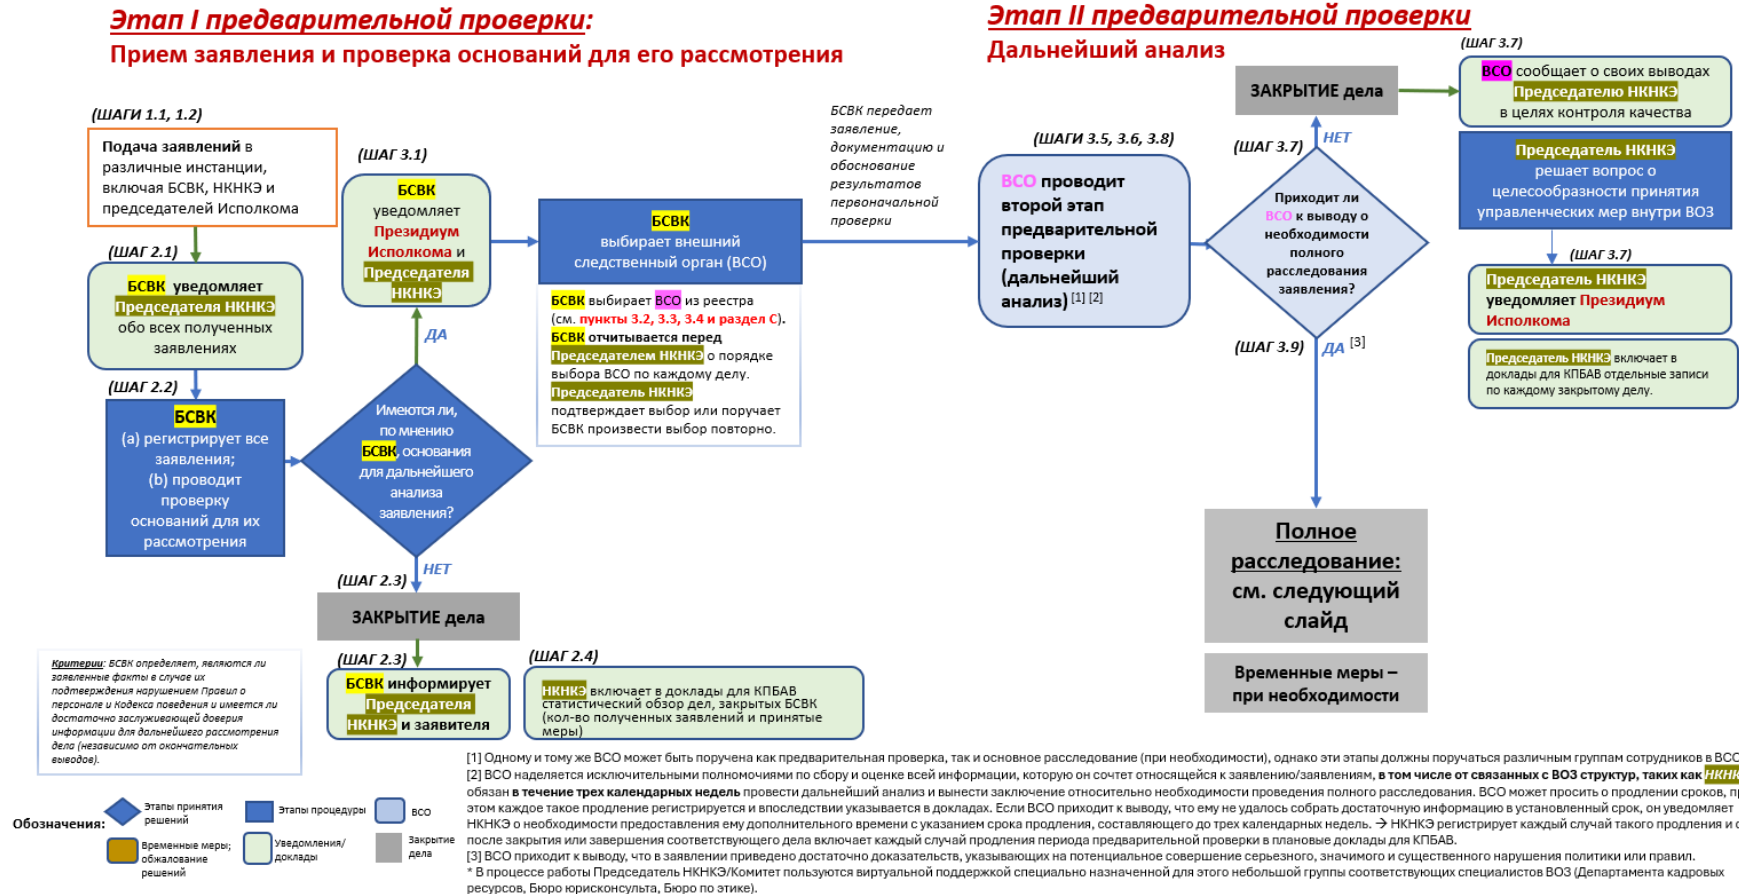 Этап I предварительной проверки:
Прием заявления и проверка оснований для его рассмотрения
(ШАГИ 1.1, 1.2)
Подача заявлений в
различные инстанции,
включая БСВК, НКНКЭ и
председателей Исполкома
(ШАГ 2.1)
БСВК уведомляет
Председателя НКНКЭ
обо всех полученных
заявлениях
(ШАГ 2.2)
БСВК
(a) регистрирует все
заявления;
(b) проводит
проверку
оснований для их
рассмотрения
Имеются ли,
по мнению
БСВК, основания
для дальнейшего
анализа
заявления?
ДА
(ШАГ 3.1)
БСВК
уведомляет
Президиум
Исполкома и
Председателя
НКНКЭ
НЕТ
(ШАГ 2.3)
ЗАКРЫТИЕ дела
(ШАГ 2.3)
БСВК информирует
Председателя
НКНКЭ и заявителя
(ШАГ 2.4)
НКНКЭ включает в доклады для КПБАВ
статистический обзор дел, закрытых БСВК
(кол-во полученных заявлений и принятые
меры)
БСВК
выбирает внешний
следственный орган (ВСО)
БСВК выбирает ВСО из реестра
(см. пункты 3.2, 3.3, 3.4 и раздел C).
БСВК отчитывается перед
Председателем НКНКЭ о порядке
выбора ВСО по каждому делу.
Председатель НКНКЭ
подтверждает выбор или поручает
БСВК произвести выбор повторно.
БСВК передает
заявление,
документацию и
обоснование
результатов
первоначальной
проверки
Этап II предварительной проверки
Дальнейший анализ
(ШАГИ 3.5, 3.6, 3.8)
ВСО проводит
второй этап
предварительной
проверки
(дальнейший
анализ) [1] [2]
(ШАГ 3.7)
Приходит ли
ВСО к выводу о
необходимости
полного
расследования
заявления?
НЕТ
ЗАКРЫТИЕ дела
(ШАГ 3.7)
ВСО сообщает о своих выводах
Председателю НКНКЭ
в целях контроля качества
Председатель НКНКЭ
решает вопрос о
целесообразности принятия
управленческих мер внутри ВОЗ
(ШАГ 3.7)
Председатель НКНКЭ
уведомляет Президиум
Исполкома
Председатель НКНКЭ включает в
доклады для КПБАВ отдельные записи
по каждому закрытому делу.
(ШАГ 3.9)
ДА [3]
Полное
расследование:
см. следующий
слайд
Временные меры –
при необходимости
Критерии: БСВК определяет, являются ли
заявленные факты в случае их
подтверждения нарушением Правил о
персонале и Кодекса поведения и имеется ли
достаточно заслуживающей доверия
информации для дальнейшего рассмотрения
дела (независимо от окончательных
выводов).
Обозначения:
Этапы принятия
решений
Этапы процедуры
ВСО
Временные меры;
обжалование
решений
Уведомления/
доклады
Закрытие
дела
[1] Одному и тому же ВСО может быть поручена как предварительная проверка, так и основное расследование (при необходимости), однако эти этапы должны поручаться различным группам сотрудников в ВСО
[2] ВСО наделяется исключительными полномочиями по сбору и оценке всей информации, которую он сочтет относящейся к заявлению/заявлениям, в том числе от связанных с ВОЗ структур, таких как
обязан в течение трех календарных недель провести дальнейший анализ и вынести заключение относительно необходимости проведения полного расследования. ВСО может просить о продлении сроков,
этом каждое такое продление регистрируется и впоследствии указывается в докладах. Если ВСО приходит к выводу, что ему не удалось собрать достаточную информацию в установленный срок, он уведомляет
НКНКЭ о необходимости предоставления ему дополнительного времени с указанием срока продления, составляющего до трех календарных недель. → НКНКЭ регистрирует каждый случай такого продления и
после закрытия или завершения соответствующего дела включает каждый случай продления периода предварительной проверки в плановые доклады для КПБАВ.
[3] ВСО приходит к выводу, что в заявлении приведено достаточно доказательств, указывающих на потенциальное совершение серьезного, значимого и существенного нарушения политики или правил.
* В процессе работы Председатель НКНКЭ/Комитет пользуются виртуальной поддержкой специально назначенной для этого небольшой группы соответствующих специалистов ВОЗ (Департамента кадровых
ресурсов, Бюро юрисконсульта, Бюро по этике).